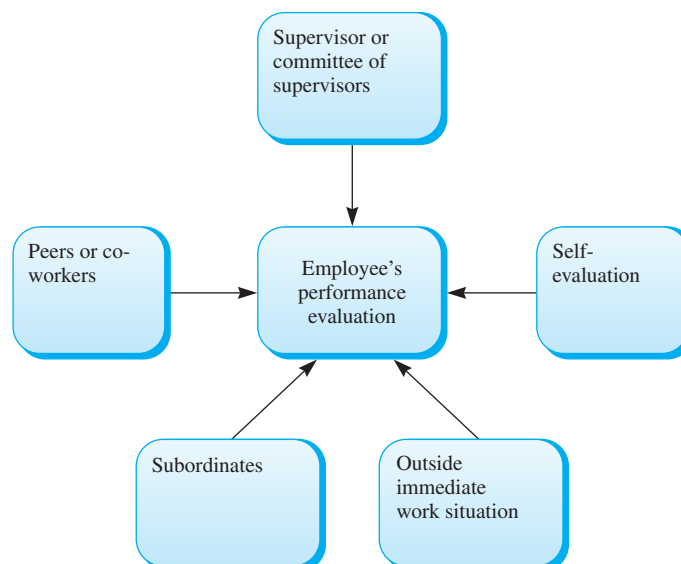 Supervisor or
committee of
supervisors
Peers or co-
workers
Employee’s
performance
evaluation
Self-
evaluation
Subordinates
Outside
immediate
work situation